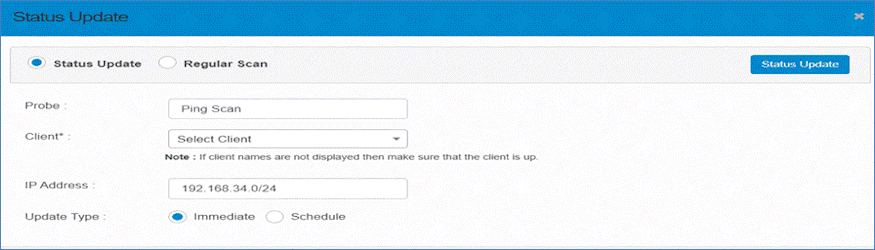 Status Update ×
Status Update Regular Scan Status Update
Probe : Ping Scan
Client* : Select Client
Note : If client names are not displayed then make sure that the client is up.
IP Address : 192.168.34.0/24
Update Type : Immediate Schedule